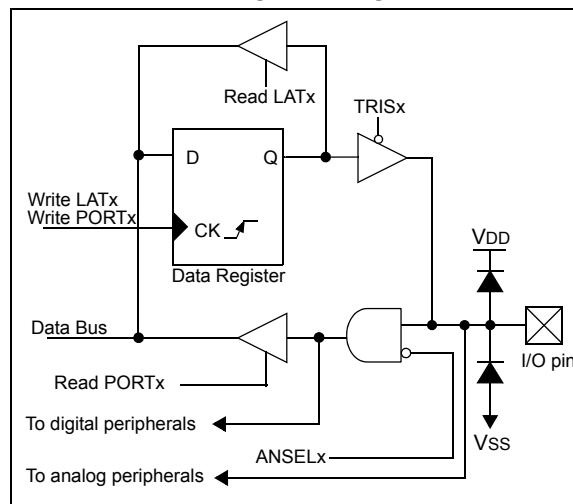 Read LATx
TRISx
D
Q
Write LATx
Write PORTx
CK
VDD
Data Register
Data Bus
I/O pin
Read PORTx
To digital peripherals
VSS
ANSELx
To analog peripherals